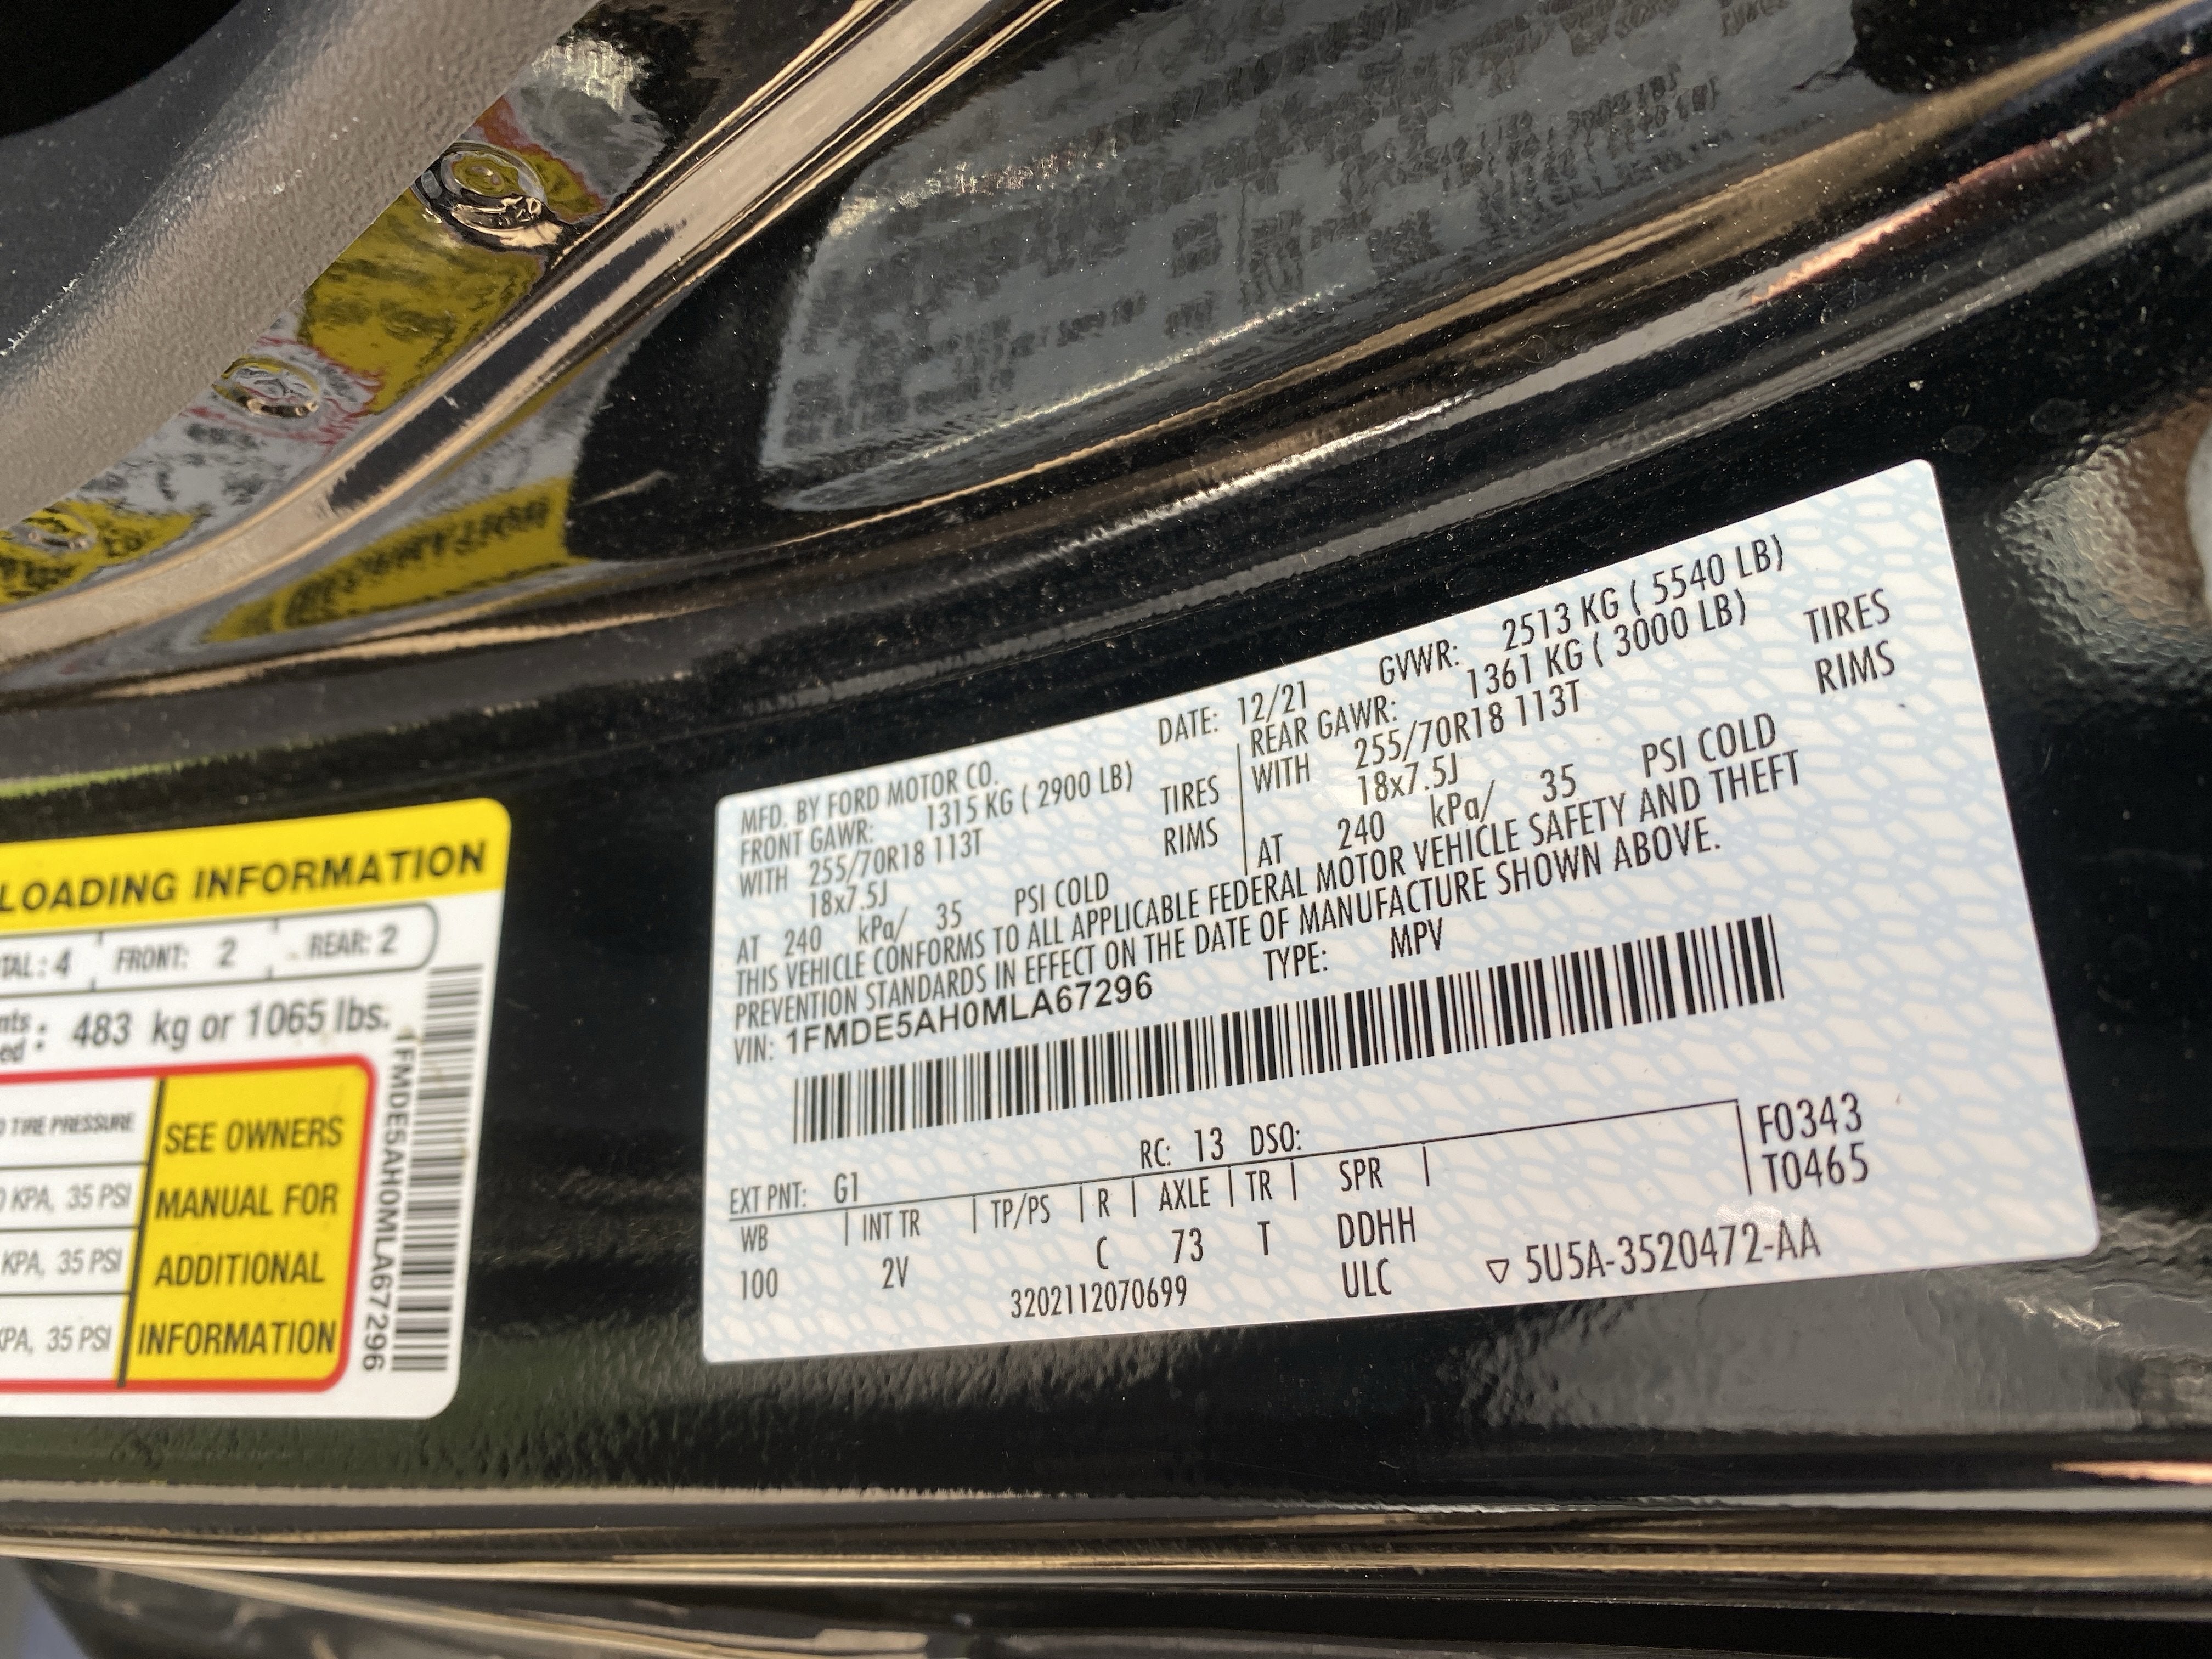 LOADING INFORMATION
TAL: 4 FRONT: 2 REAR: 2
nts
ed : 483 kg or 1065 lbs.
TIRE PRESSURE
KPA, 35 PSI
KPA, 35 PSI
KPA, 35 PSI
SEE OWNERS
MANUAL FOR
ADDITIONAL
INFORMATION
1FMDE5AH0MLA67296
MFD. BY FORD MOTOR CO. DATE: 12/21 GVWR: 2513 KG ( 5540 LB)
FRONT GAWR: 1315 KG ( 2900 LB) REAR GAWR: 1361 KG ( 3000 LB)
WITH 255/70R18 113T TIRES WITH 255/70R18 113T TIRES
18x7.5J RIMS 18x7.5J RIMS
AT 240 kPa/ 35 PSI COLD AT 240 kPa/ 35 PSI COLD
THIS VEHICLE CONFORMS TO ALL APPLICABLE FEDERAL MOTOR VEHICLE SAFETY AND THEFT
PREVENTION STANDARDS IN EFFECT ON THE DATE OF MANUFACTURE SHOWN ABOVE.
VIN: 1FMDE5AH0MLA67296 TYPE: MPV
EXT PNT: G1 RC: 13 DSO: F0343
WB INT TR TP/PS R AXLE TR SPR T0465
100 2V C 73 T DDHH
3202112070699 ULC ▽ 5U5A-3520472-AA